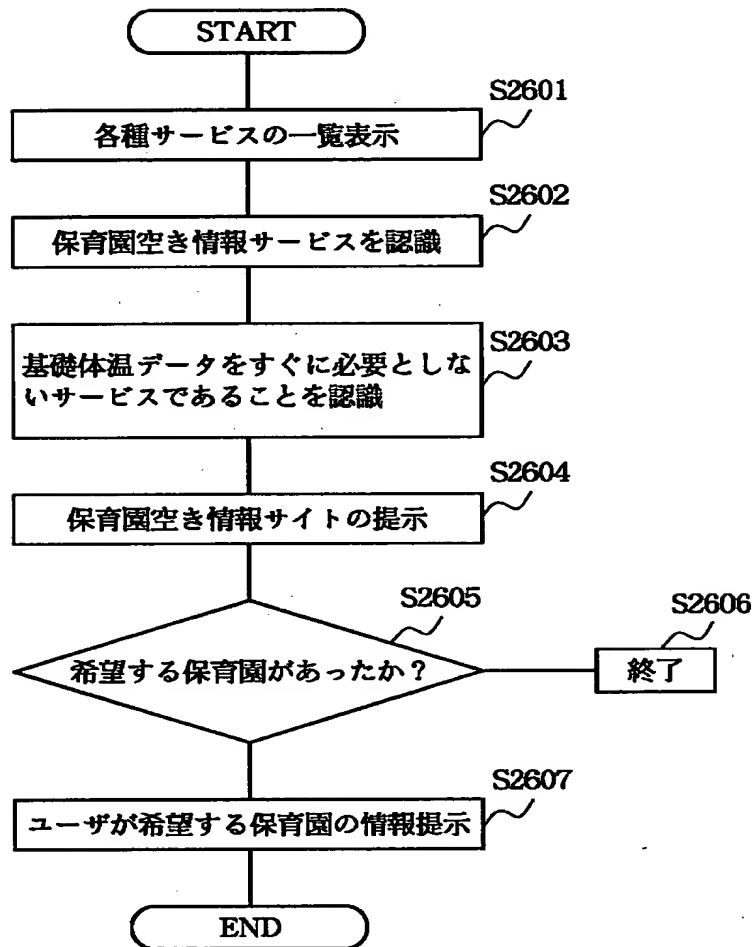 START
S2601
各種サービスの一覧表示
S2602
保育園空き情報サービスを認識
S2603
基礎体温データをすぐに必要としな
いサービスであることを認識
S2604
保育園空き情報サイトの提示
S2605
希望する保育園があったか？
S2606
終了
S2607
ユーザが希望する保育園の情報提示
END